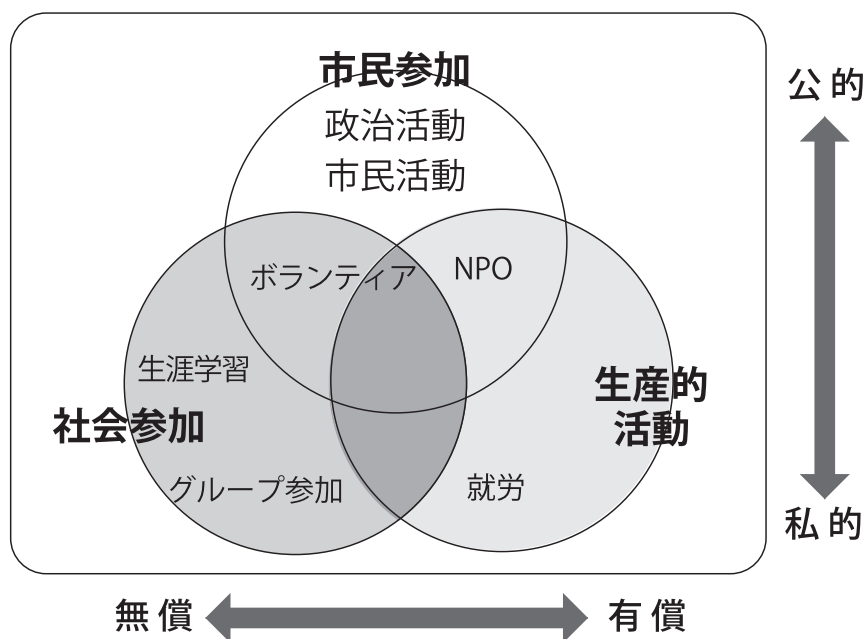 市民参加
公的
政治活動
市民活動
ボランティア
NPO
生涯学習
生産的
活動
社会参加
グループ参加
就労
私的
無償
有償